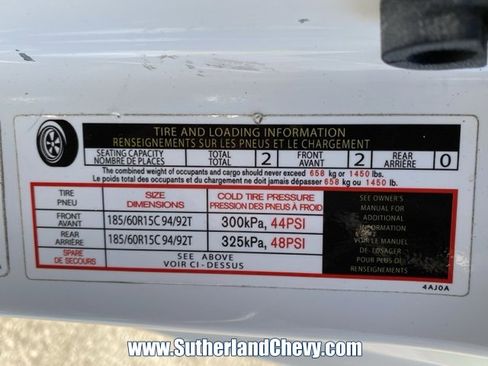 TIRE AND LOADING INFORMATION
RENSEIGNEMENTS SUR LES PNEUS ET LE CHARGEMENT
SEATING CAPACITY TOTAL 2 FRONT 2 REAR 0
NOMBRE DE PLACES TOTAL AVANT ARRIÈRE
The combined weight of occupants and cargo should never exceed 658 kg or 1450 lbs.
Le poids total des occupants et du chargement ne doit jamais dépasser 658 kg ou 1450 lb.
TIRE SIZE COLD TIRE PRESSURE
PNEU DIMENSIONS PRESSION DES PNEUS À FROID
FRONT
AVANT 185/60R15C 94/92T 300kPa, 44PSI
REAR
ARRIÈRE 185/60R15C 94/92T 325kPa, 48PSI
SPARE SEE ABOVE
DE SECOURS VOIR CI-DESSUS
SEE OWNER'S
MANUAL FOR
ADDITIONAL
INFORMATION
VOIR LE MANUEL
DE L'USAGER
POUR PLUS DE
RENSEIGNEMENTS
4AJ0A
www.SutherlandChevy.com